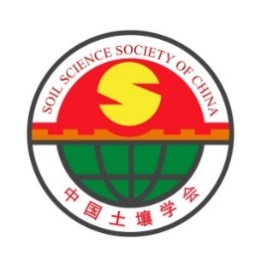 SOIL SCIENCE SOCIETY OF CHINA
中国土壤学会